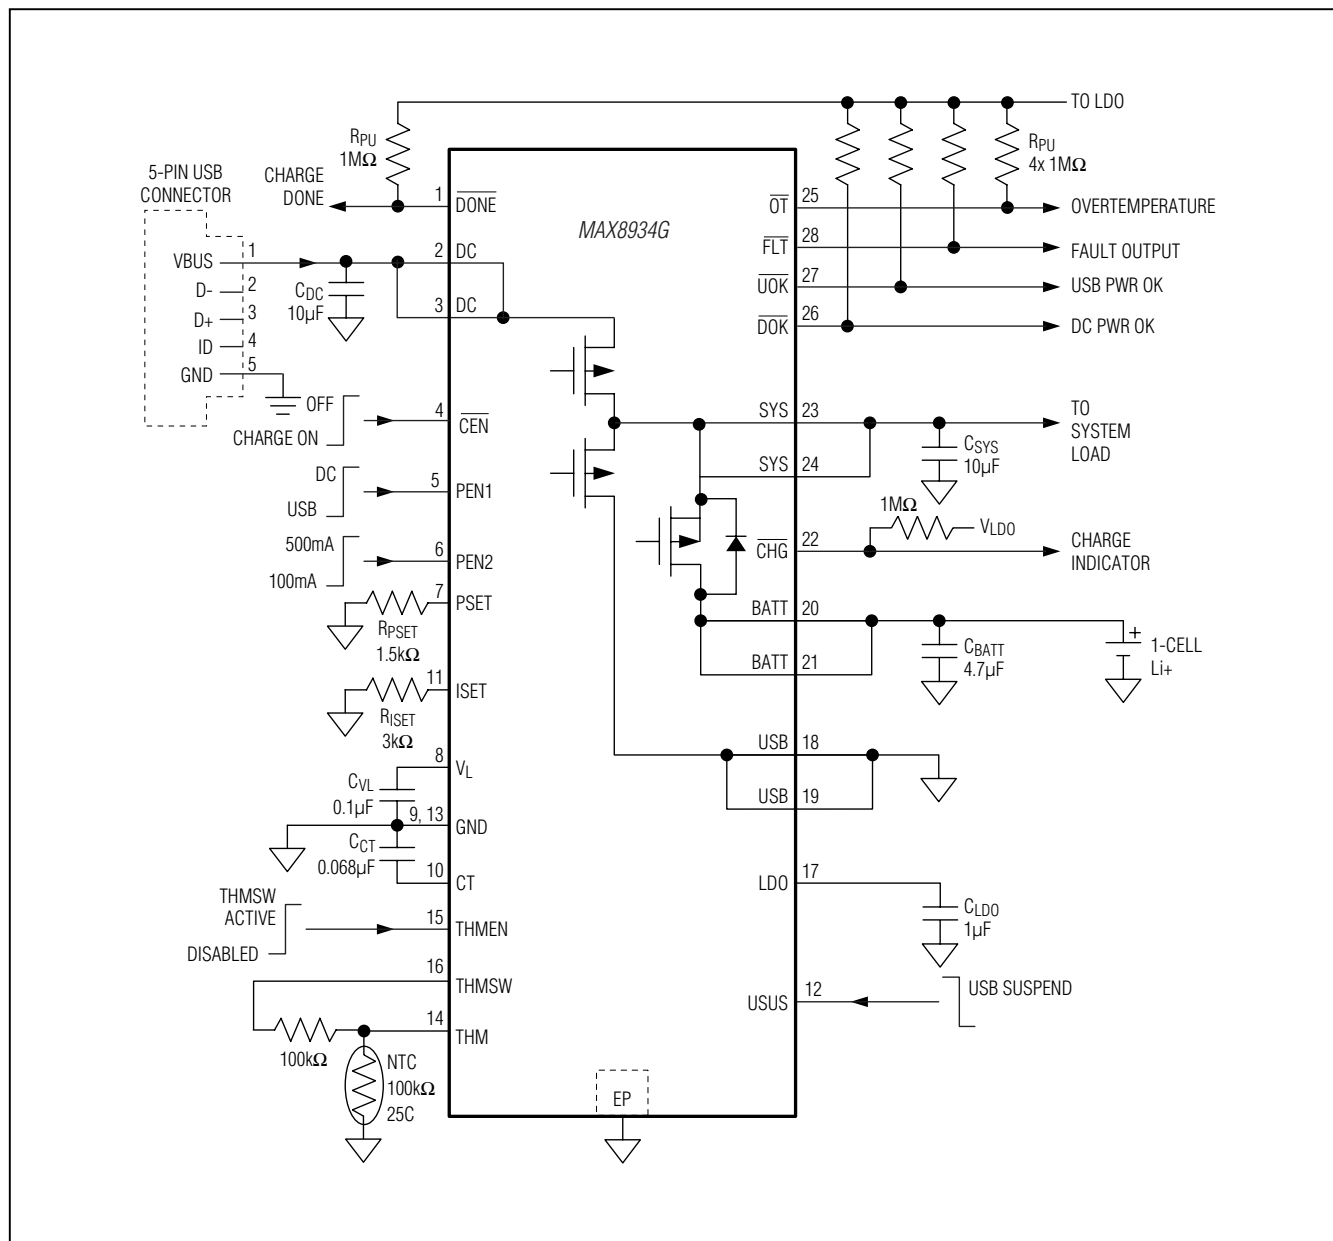 TO LDO
RPU
1MΩ
RPU
4x 1MΩ
5-PIN USB
CONNECTOR
CHARGE
DONE
1
DONE
MAX8934G
OT
25
OVERTEMPERATURE
FLT
28
FAULT OUTPUT
UOK
27
USB PWR OK
DOK
26
DC PWR OK
VBUS
1
D-
2
D+
3
ID
4
GND
5
CDC
10µF
2
DC
3
DC
OFF
CHARGE ON
4
CEN
DC
USB
5
PEN1
500mA
100mA
6
PEN2
7
PSET
RPSET
1.5kΩ
11
ISET
RISET
3kΩ
8
VL
CVL
0.1µF
9, 13
GND
CCT
0.068µF
10
CT
THMSW
ACTIVE
DISABLED
15
THMEN
16
THMSW
14
THM
100kΩ
NTC
100kΩ
25C
EP
SYS
23
TO
SYSTEM
LOAD
SYS
24
CSYS
10µF
1MΩ
VLDO
CHG
22
CHARGE
INDICATOR
BATT
20
BATT
21
CBATT
4.7µF
+
1-CELL
Li+
USB
18
USB
19
LDO
17
CLDO
1µF
USUS
12
USB SUSPEND